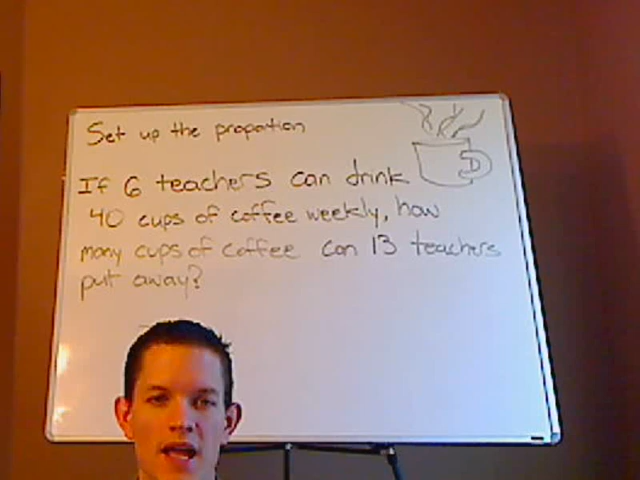 Set up the propotion
If 6 teachers can drink
40 cups of coffee weekly, how
many cups of coffee can 13 teachers
put away?